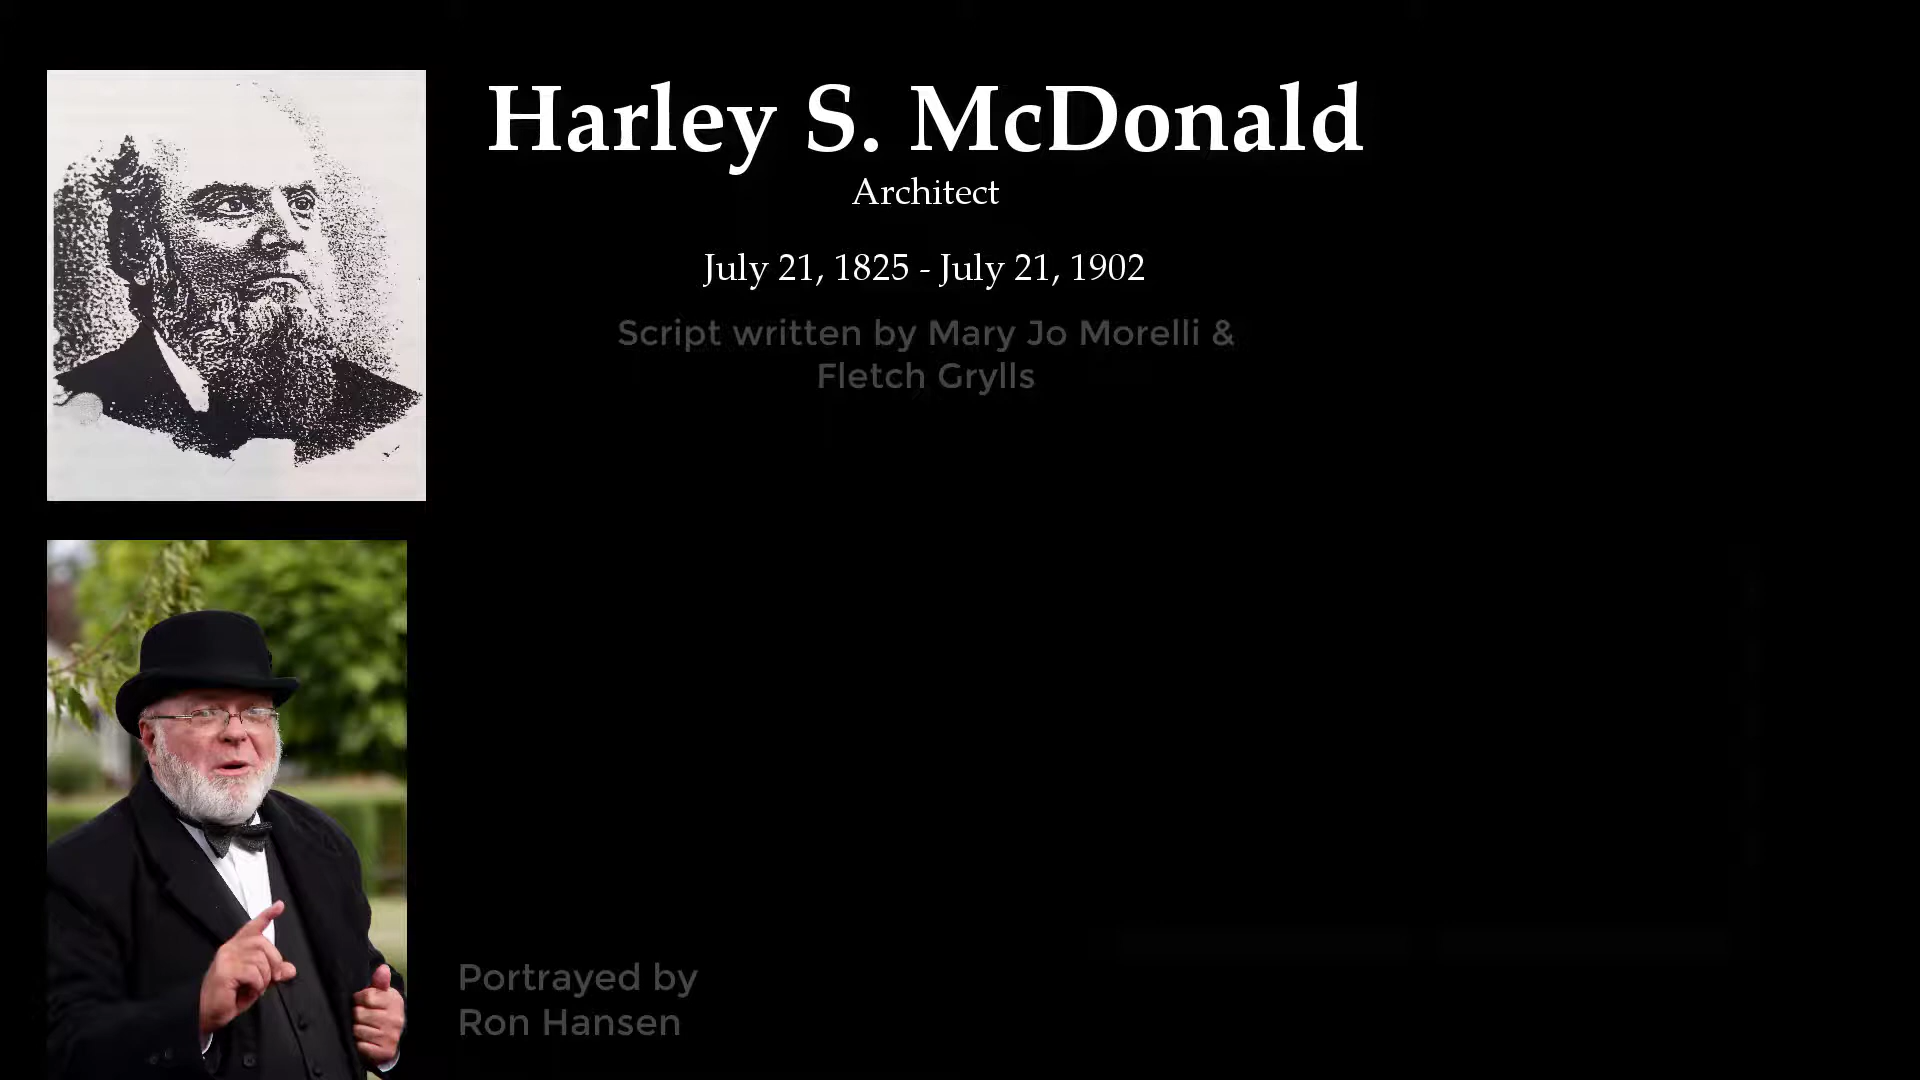 Harley S. McDonald
Architect
July 21, 1825 - July 21, 1902
Script written by Mary Jo Morelli &
Fletch Grylls
Portrayed by
Ron Hansen